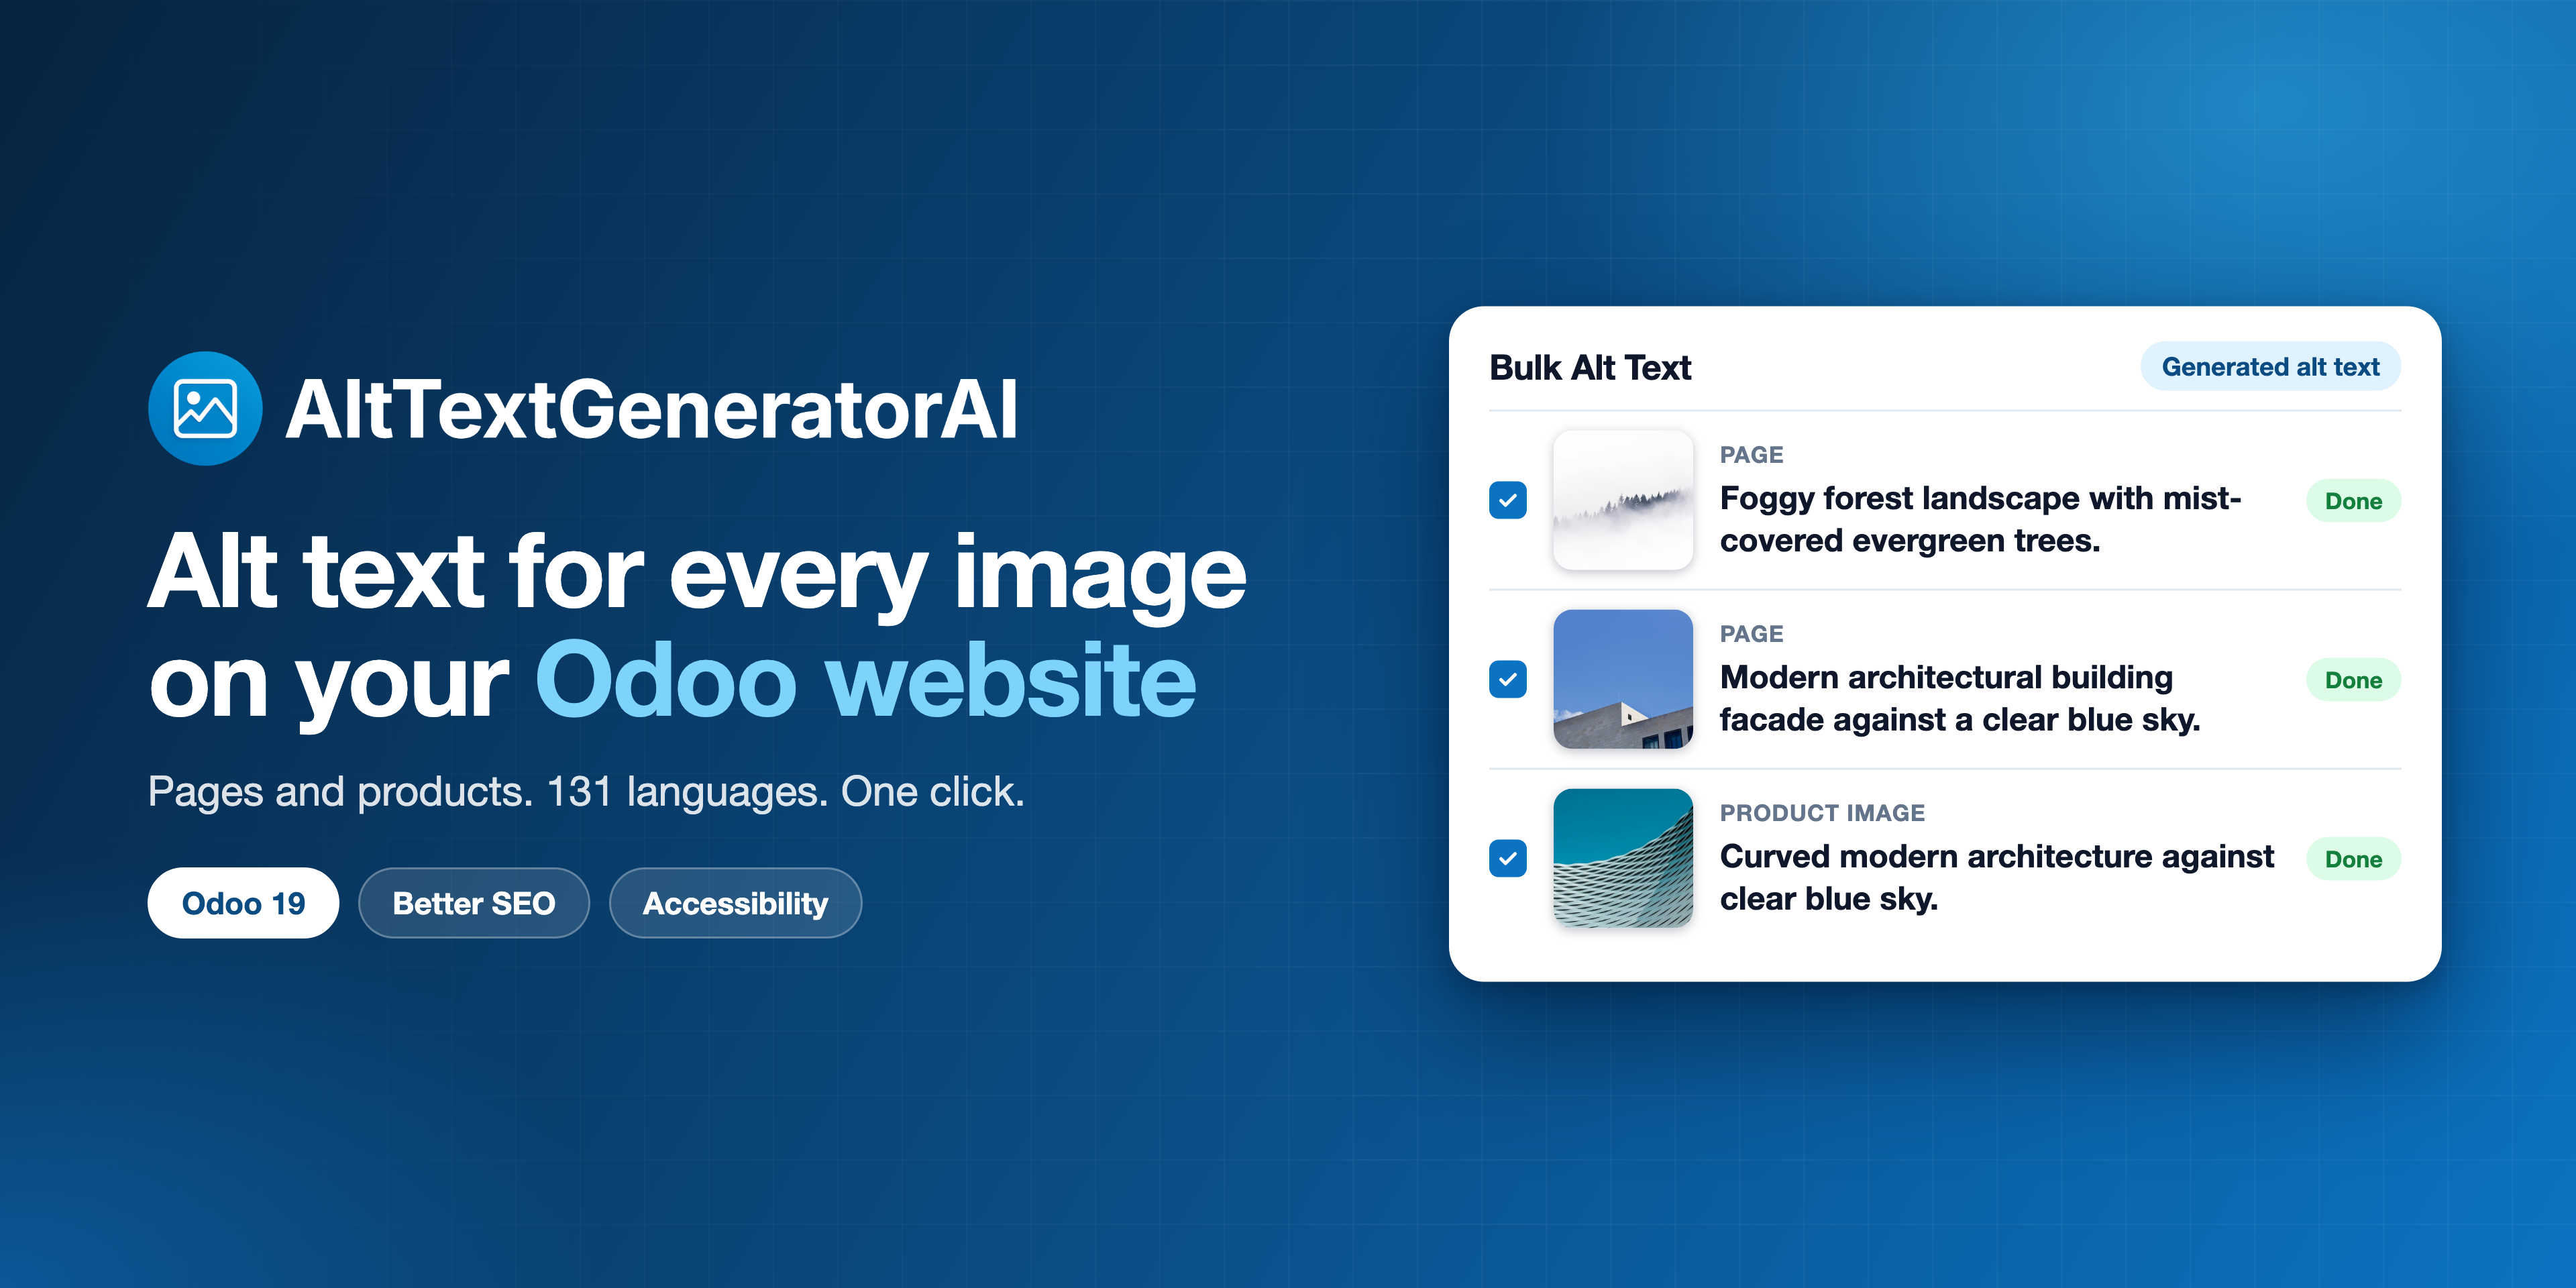 AltTextGeneratorAI
Alt text for every image
on your Odoo website
Pages and products. 131 languages. One click.
Odoo 19
Better SEO
Accessibility
Bulk Alt Text
Generated alt text
PAGE
Foggy forest landscape with mist-
covered evergreen trees.
Done
PAGE
Modern architectural building
facade against a clear blue sky.
Done
PRODUCT IMAGE
Curved modern architecture against
clear blue sky.
Done